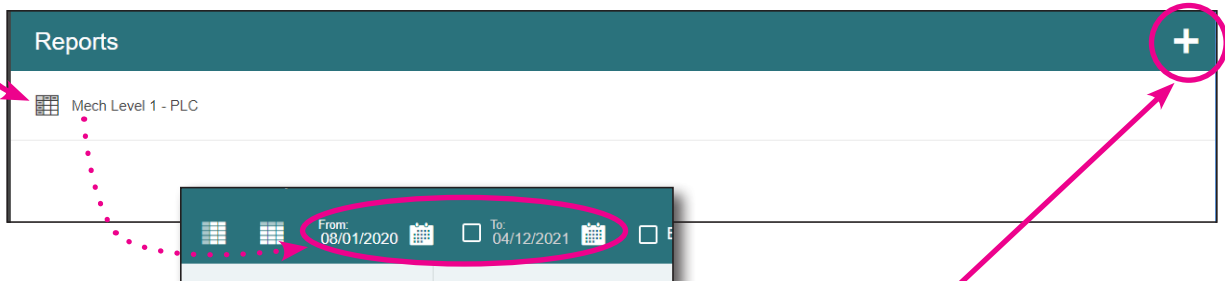 Reports
Mech Level 1 - PLC
From:
08/01/2020
To:
04/12/2021